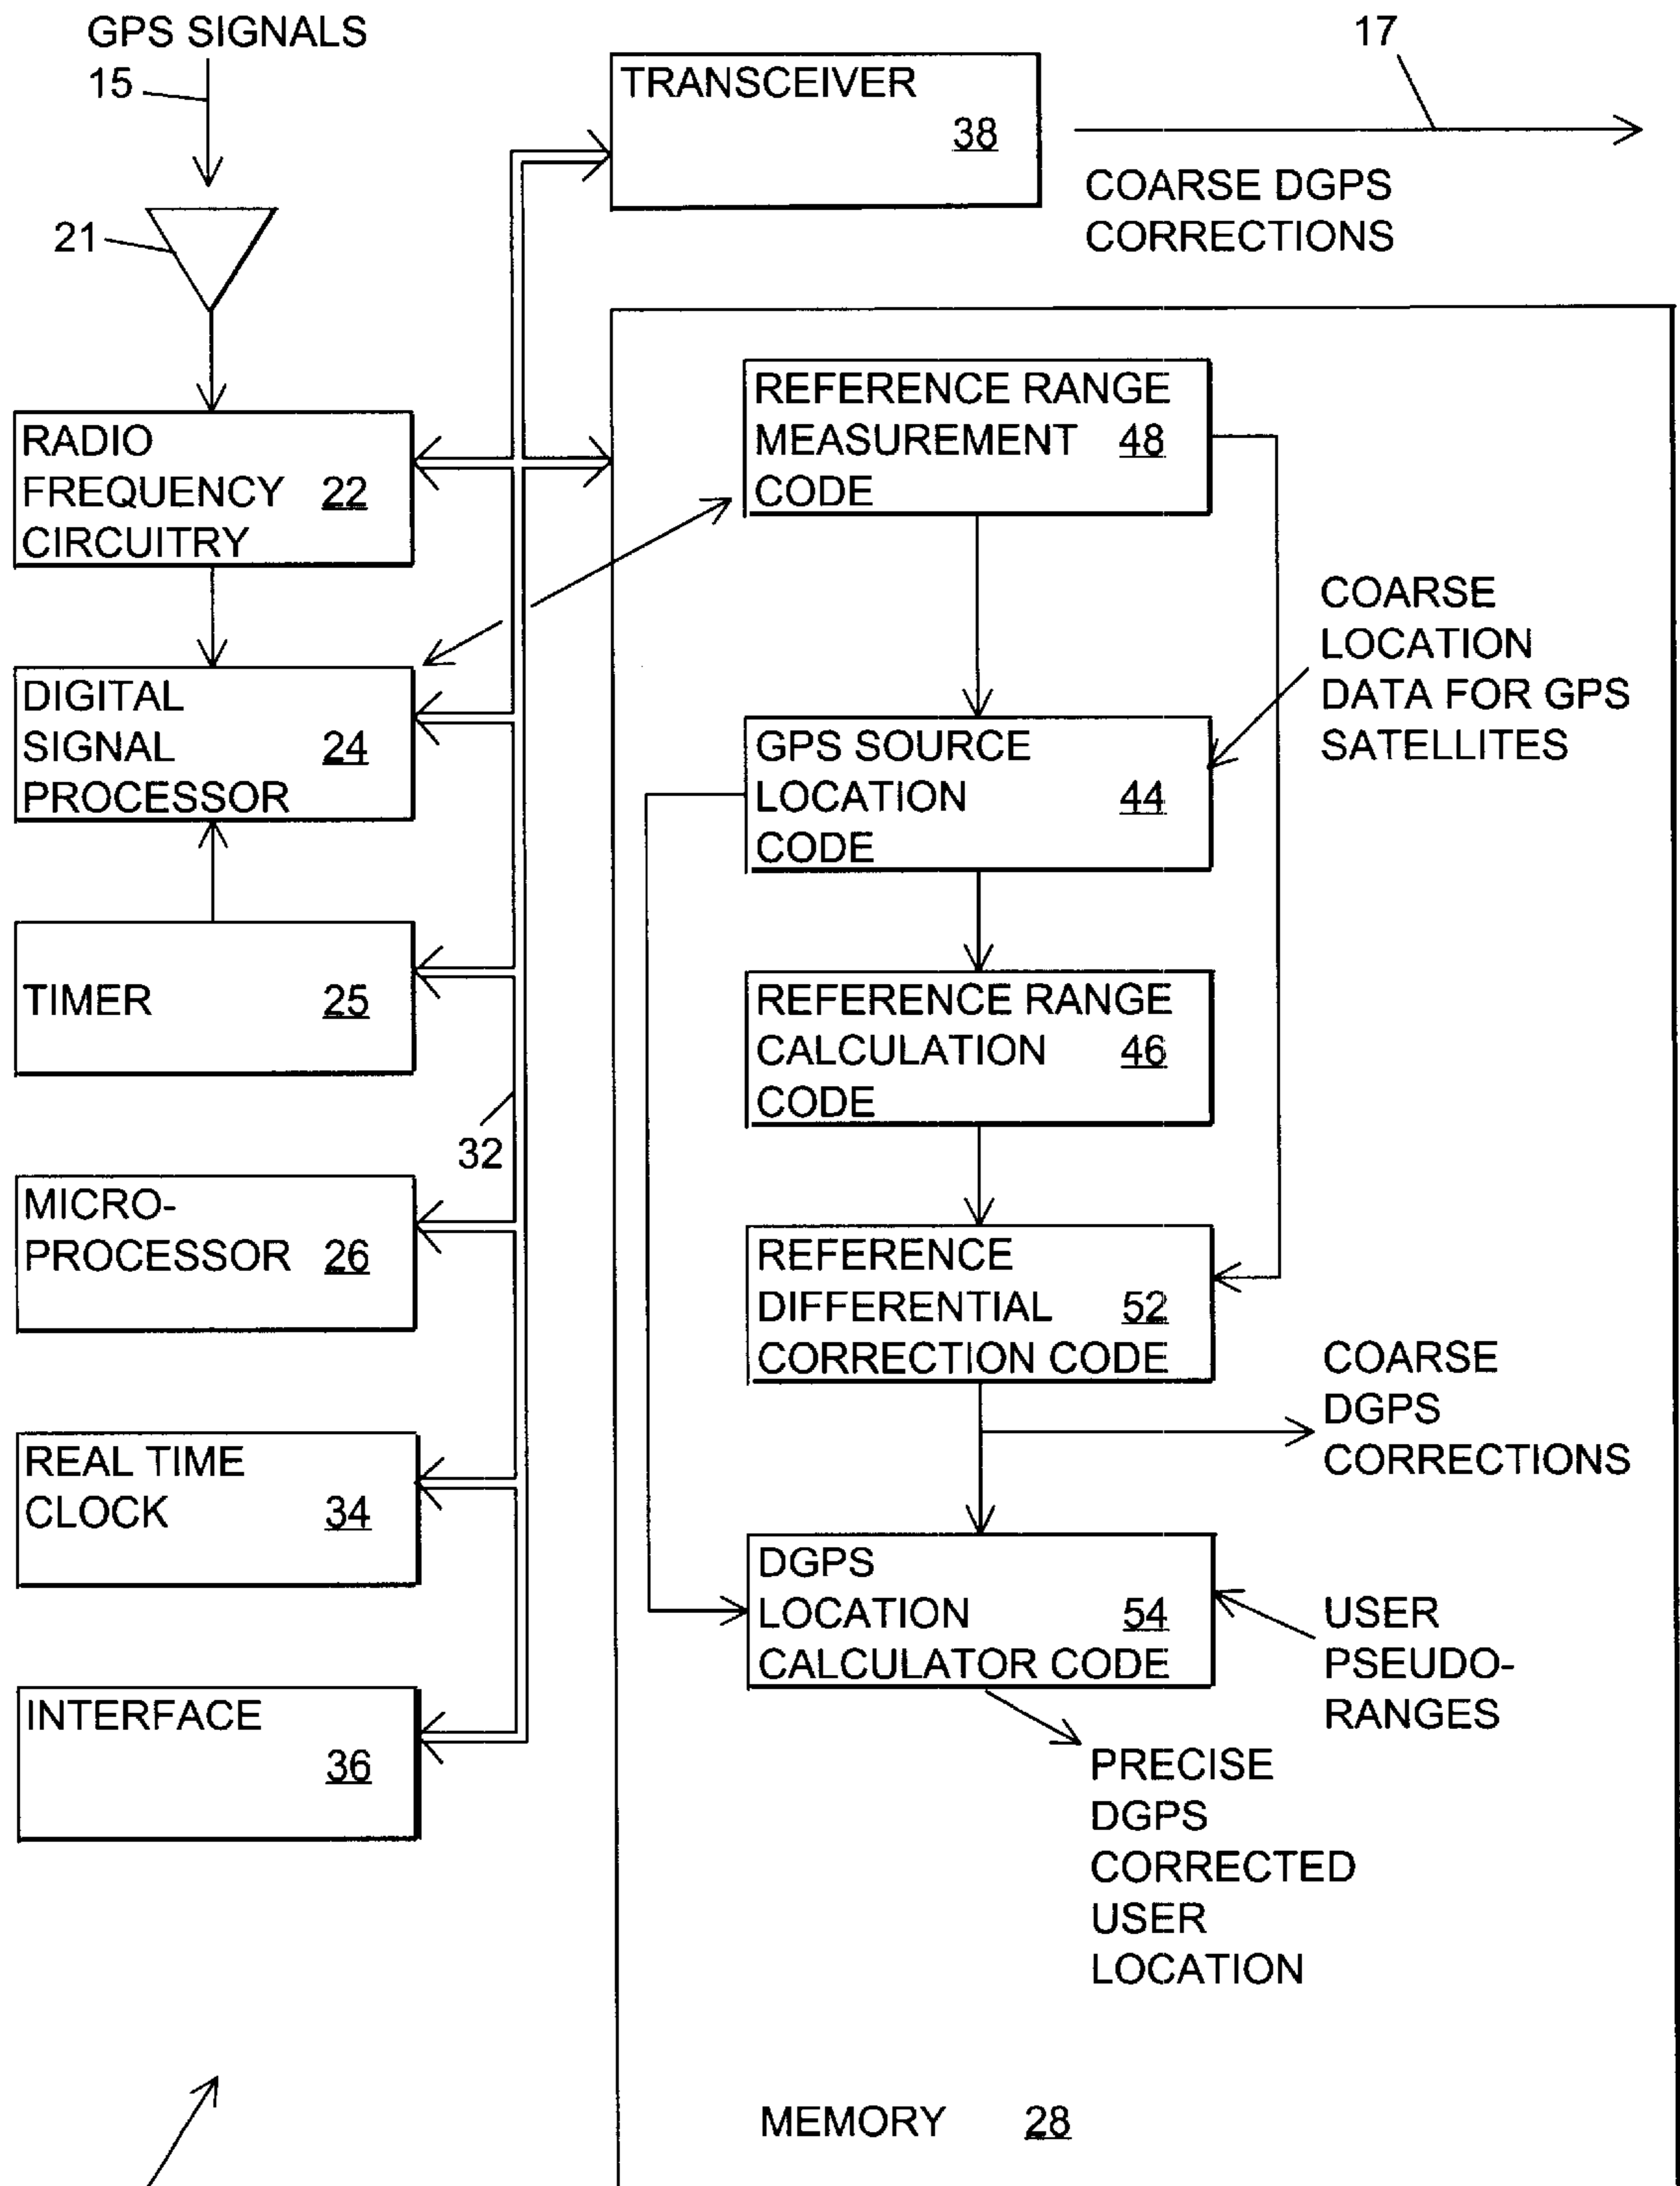 GPS SIGNALS
15
21
RADIO
FREQUENCY 22
CIRCUITRY
DIGITAL
SIGNAL 24
PROCESSOR
TIMER 25
32
MICRO-
PROCESSOR 26
REAL TIME
CLOCK 34
INTERFACE
36
TRANSCEIVER
38
17
COARSE DGPS
CORRECTIONS
REFERENCE RANGE
MEASUREMENT 48
CODE
COARSE
LOCATION
DATA FOR GPS
SATELLITES
GPS SOURCE
LOCATION 44
CODE
REFERENCE RANGE
CALCULATION 46
CODE
REFERENCE
DIFFERENTIAL 52
CORRECTION CODE
COARSE
DGPS
CORRECTIONS
DGPS
LOCATION 54
CALCULATOR CODE
USER
PSEUDO-
RANGES
PRECISE
DGPS
CORRECTED
USER
LOCATION
MEMORY 28